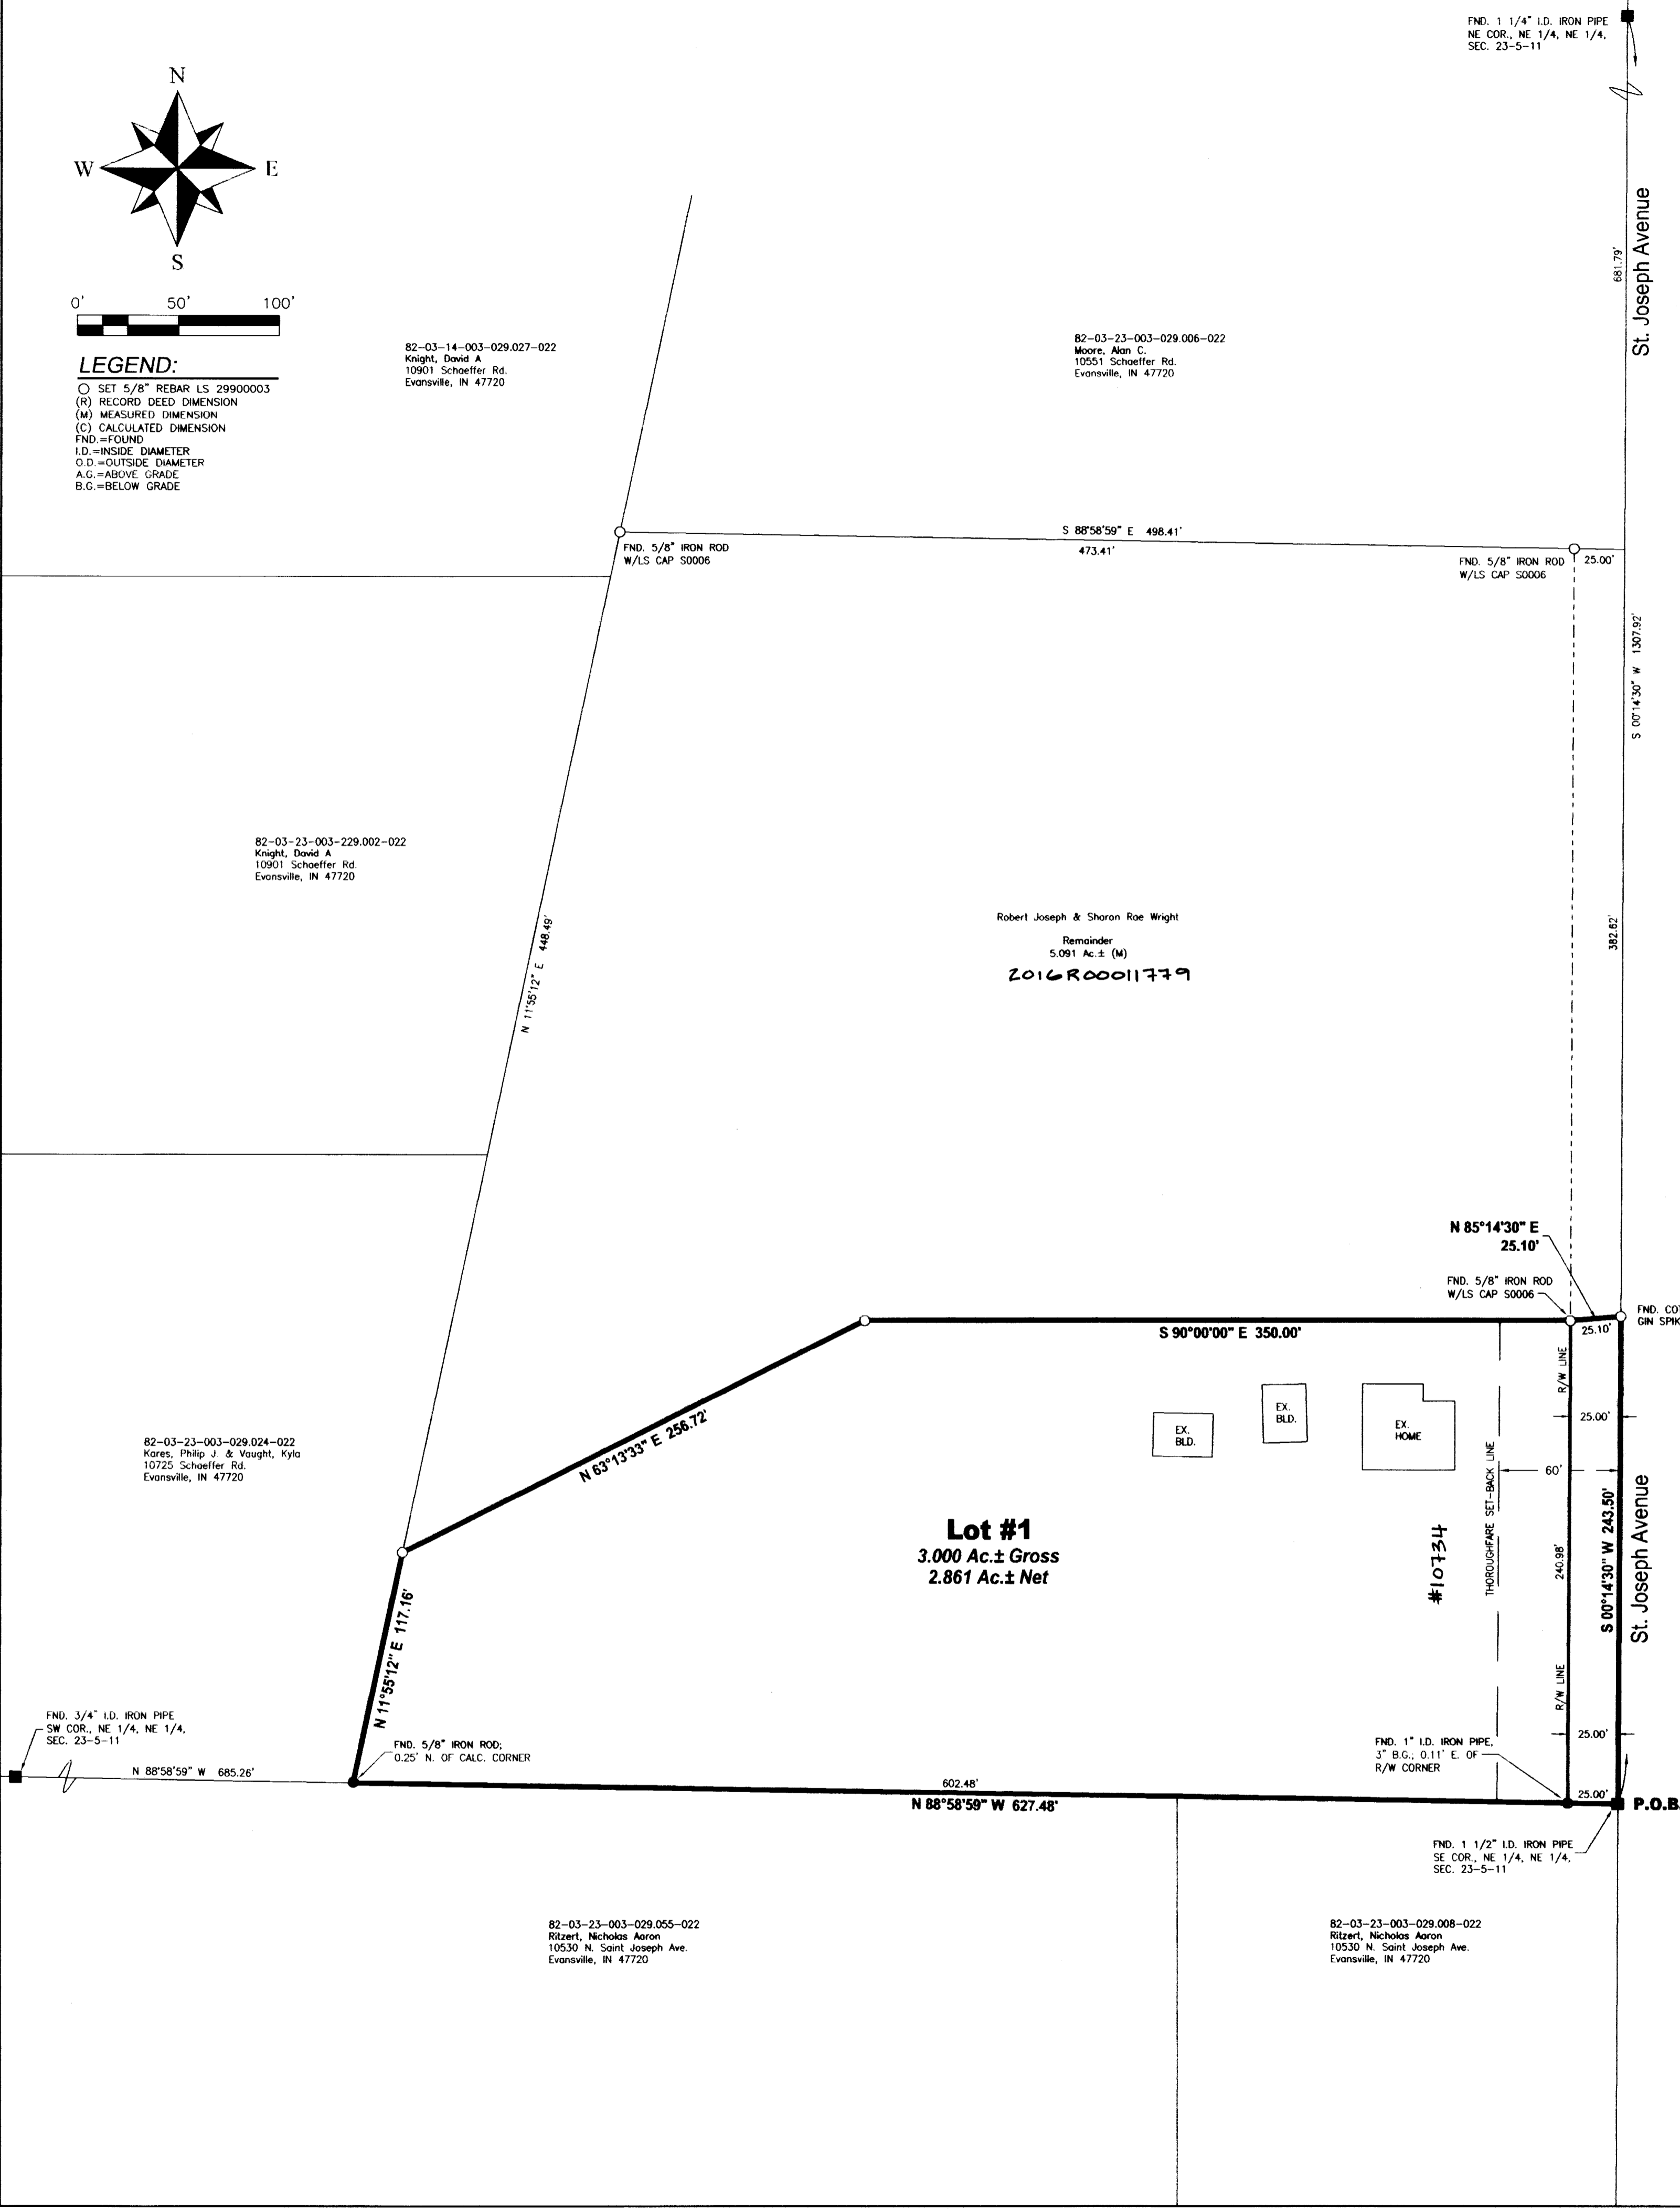 FND. 1 1/4" I.D. IRON PIPE
NE COR., NE 1/4, NE 1/4,
SEC. 23-5-11
N
W
E
S
0' 50' 100'
LEGEND:
SET 5/8" REBAR LS 29900003
(R) RECORD DEED DIMENSION
(M) MEASURED DIMENSION
(C) CALCULATED DIMENSION
FND.=FOUND
I.D.=INSIDE DIAMETER
O.D.=OUTSIDE DIAMETER
A.G.=ABOVE GRADE
B.G.=BELOW GRADE
St. Joseph Avenue
681.79'
82-03-14-003-029.027-022
Knight, David A
10901 Schaeffer Rd.
Evansville, IN 47720
82-03-23-003-029.006-022
Moore, Alan C.
10551 Schaeffer Rd.
Evansville, IN 47720
S 88°58'59" E 498.41'
473.41'
FND. 5/8" IRON ROD
W/LS CAP S0006
FND. 5/8" IRON ROD
W/LS CAP S0006
25.00'
S 00°14'30" W 1307.92'
82-03-23-003-229.002-022
Knight, David A
10901 Schaeffer Rd.
Evansville, IN 47720
N 11°55'12" E 448.49'
Robert Joseph & Sharon Rae Wright
Remainder
5.091 Ac.± (M)
2016R00011779
382.62'
N 85°14'30" E
25.10'
FND. 5/8" IRON ROD
W/LS CAP S0006
FND. CO
GIN SPIK
25.10'
S 90°00'00" E 350.00'
R/W LINE
EX.
BLD.
EX.
BLD.
EX.
HOME
25.00'
60'
82-03-23-003-029.024-022
Kares, Philip J. & Vaught, Kyla
10725 Schaeffer Rd.
Evansville, IN 47720
N 63°13'33" E 256.72'
THOROUGHFARE SET-BACK LINE
Lot #1
3.000 Ac.± Gross
2.861 Ac.± Net
#10734
240.98'
S 00°14'30" W 243.50'
St. Joseph Avenue
N 11°55'12" E 117.16'
R/W LINE
FND. 3/4" I.D. IRON PIPE
SW COR., NE 1/4, NE 1/4,
SEC. 23-5-11
N 88°58'59" W 685.26'
FND. 5/8" IRON ROD;
0.25' N. OF CALC. CORNER
25.00'
FND. 1" I.D. IRON PIPE,
3" B.G.; 0.11' E. OF
R/W CORNER
602.48'
N 88°58'59" W 627.48'
25.00'
P.O.B
FND. 1 1/2" I.D. IRON PIPE
SE COR., NE 1/4, NE 1/4,
SEC. 23-5-11
82-03-23-003-029.055-022
Ritzert, Nicholas Aaron
10530 N. Saint Joseph Ave.
Evansville, IN 47720
82-03-23-003-029.008-022
Ritzert, Nicholas Aaron
10530 N. Saint Joseph Ave.
Evansville, IN 47720